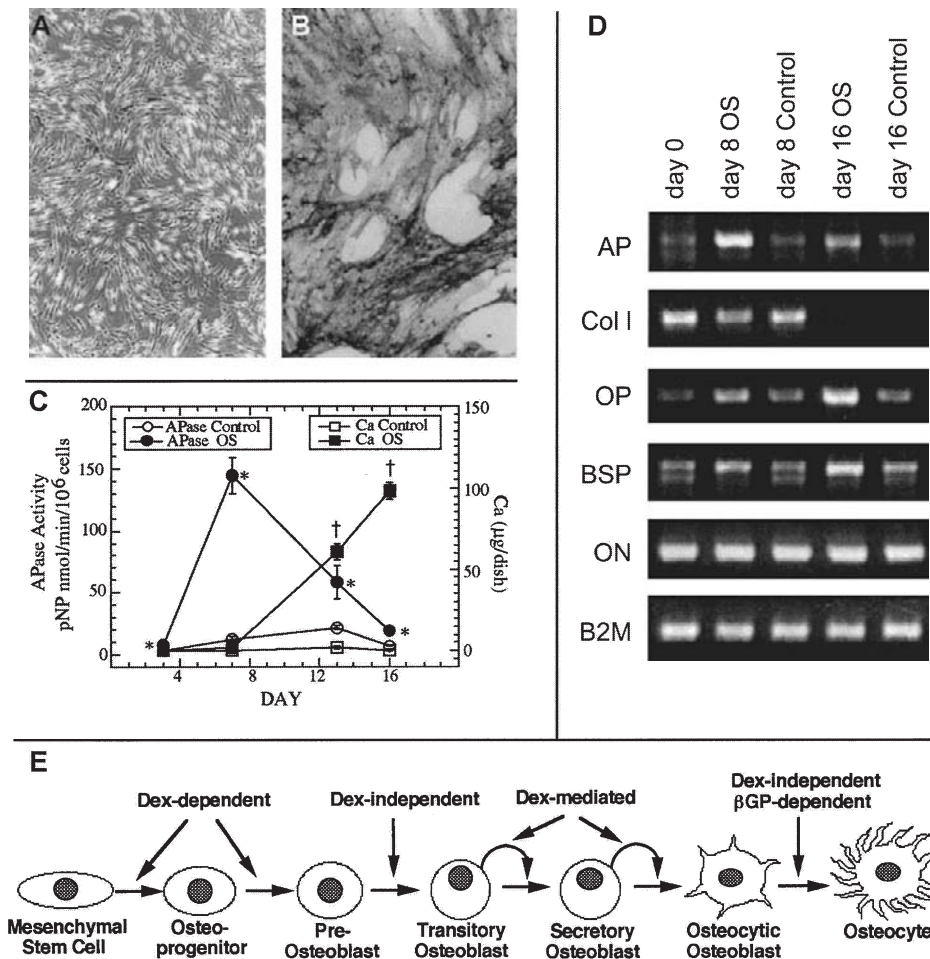 A
B
C
200
150
100
50
0
APase Activity
pNP nmol/min/10⁶ cells
APase Control
APase OS
Ca Control
Ca OS
*
*
*
*
†
†
150
100
50
0
Ca (µg/dish)
4
8
12
16
DAY
D
day 0
day 8 OS
day 8 Control
day 16 OS
day 16 Control
AP
Col I
OP
BSP
ON
B2M
E
Dex-dependent
Dex-independent
Dex-mediated
Dex-independent
βGP-dependent
Mesenchymal
Stem Cell
Osteo-
progenitor
Pre-
Osteoblast
Transitory
Osteoblast
Secretory
Osteoblast
Osteocytic
Osteoblast
Osteocyte